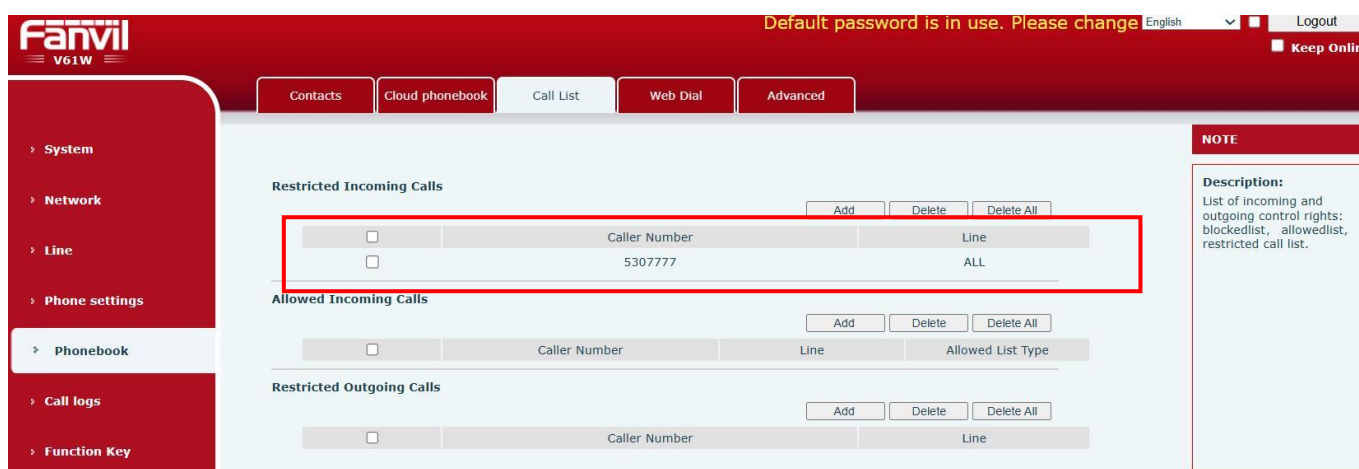 Default password is in use. Please change English Logout
Fanvil
V61W
Keep Onlin
Contacts Cloud phonebook Call List Web Dial Advanced
› System
› Network
› Line
› Phone settings
› Phonebook
› Call logs
› Function Key
Restricted Incoming Calls
Add Delete Delete All
Caller Number Line
5307777 ALL
Allowed Incoming Calls
Add Delete Delete All
Caller Number Line Allowed List Type
Restricted Outgoing Calls
Add Delete Delete All
Caller Number Line
NOTE
Description:
List of incoming and
outgoing control rights:
blockedlist, allowedlist,
restricted call list.